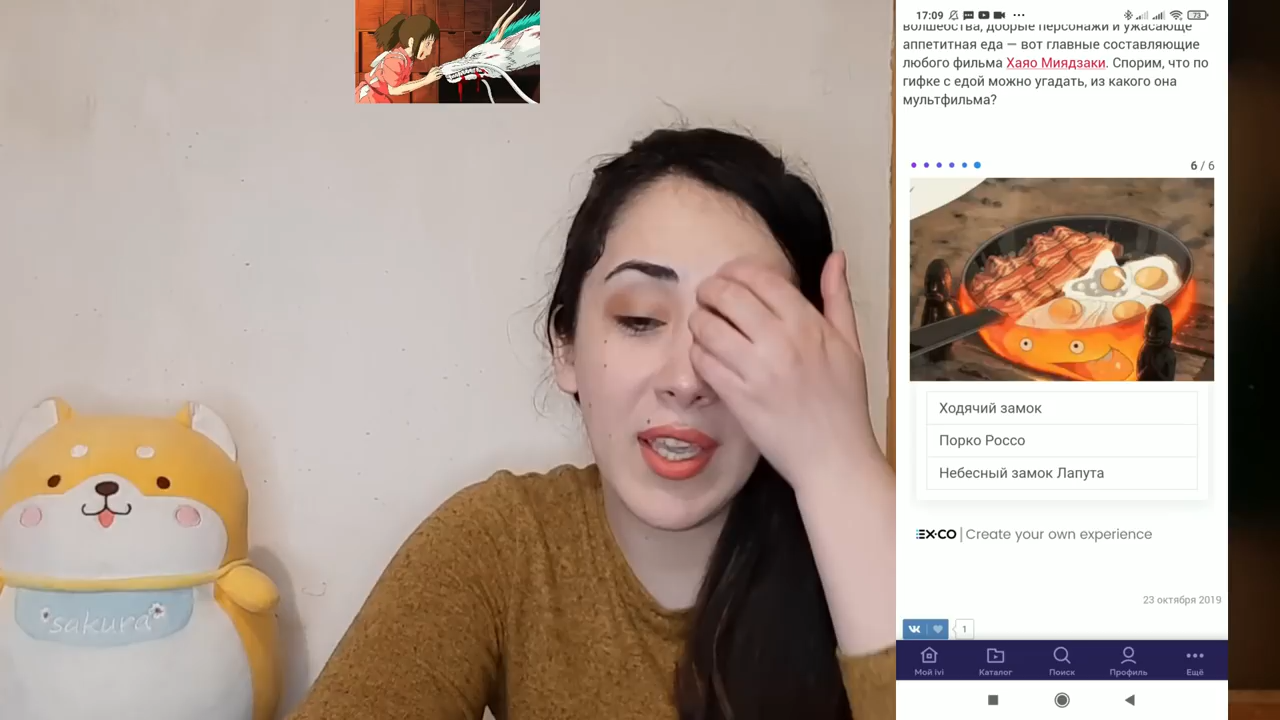 17:09
73
волшебства, добрые персонажи и ужасающе
аппетитная еда — вот главные составляющие
любого фильма Хаяо Миядзаки. Спорим, что по
гифке с едой можно угадать, из какого она
мультфильма?
6 / 6
Ходячий замок
Порко Россо
Небесный замок Лапута
EX·CO | Create your own experience
23 октября 2019
1
Мой ivi
Каталог
Поиск
Профиль
Ещё
sakura